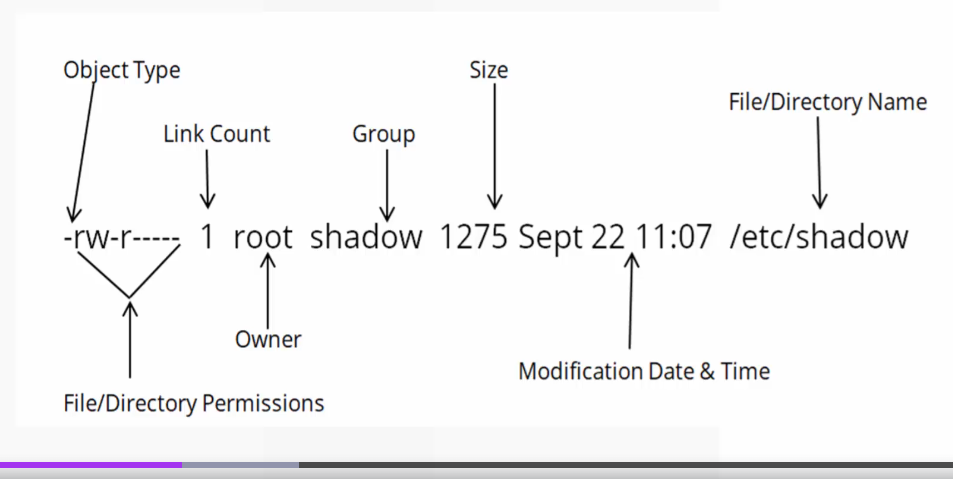 Object Type
Size
File/Directory Name
Link Count
Group
-rw-r----- 1 root shadow 1275 Sept 22 11:07 /etc/shadow
Owner
Modification Date & Time
File/Directory Permissions